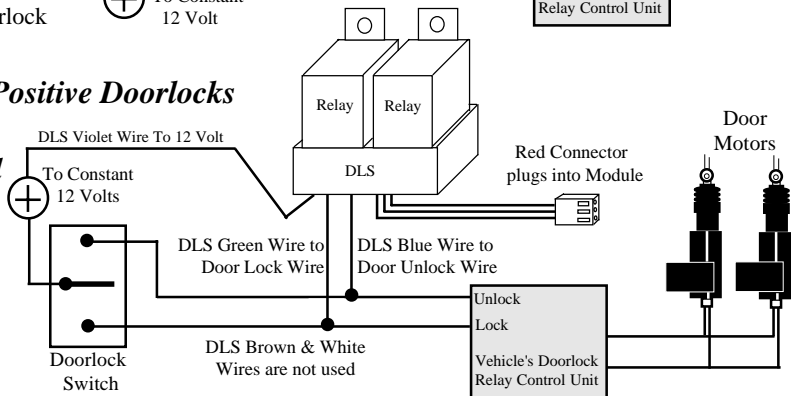 To Constant
12 Volt
Relay Control Unit
Positive Doorlocks
DLS Violet Wire To 12 Volt
To Constant
12 Volts
Relay
Relay
DLS
Red Connector
plugs into Module
Door
Motors
DLS Green Wire to
Door Lock Wire
DLS Blue Wire to
Door Unlock Wire
Unlock
Lock
Vehicle's Doorlock
Relay Control Unit
DLS Brown & White
Wires are not used
Doorlock
Switch